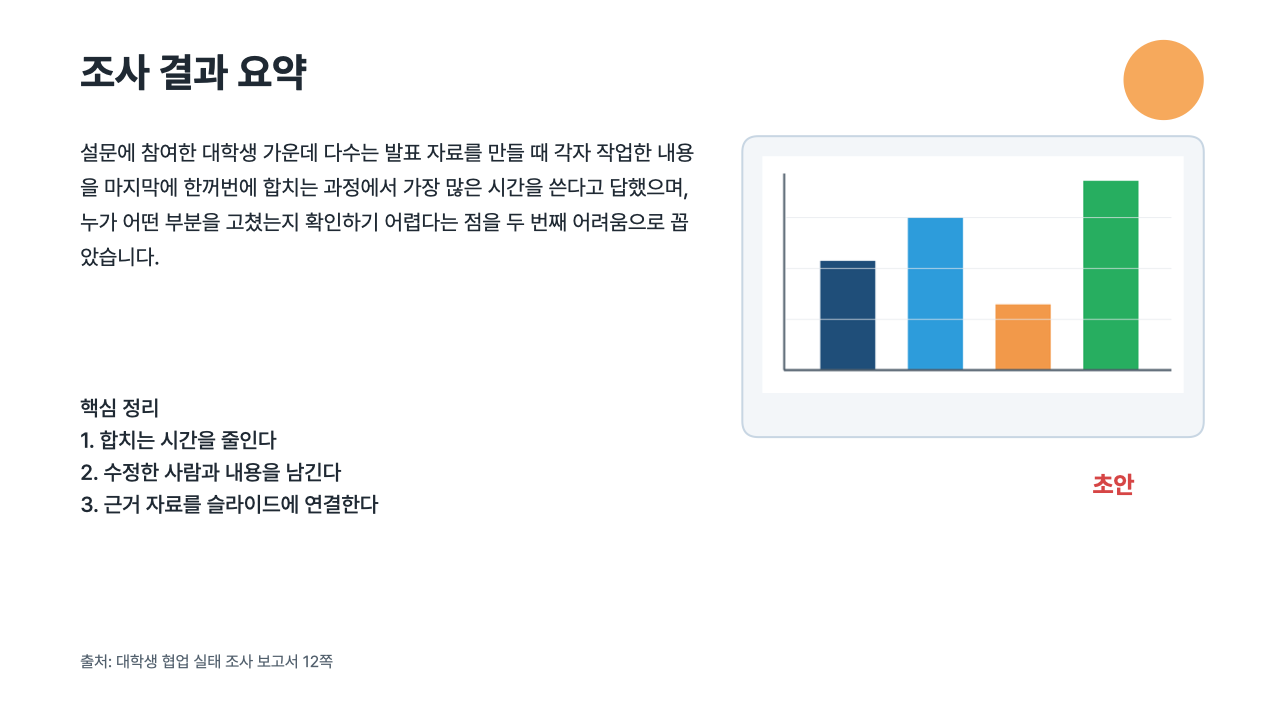 조사 결과 요약
설문에 참여한 대학생 가운데 다수는 발표 자료를 만들 때 각자 작업한 내용
을 마지막에 한꺼번에 합치는 과정에서 가장 많은 시간을 쓴다고 답했으며,
누가 어떤 부분을 고쳤는지 확인하기 어렵다는 점을 두 번째 어려움으로 꼽
았습니다.
핵심 정리
1. 합치는 시간을 줄인다
2. 수정한 사람과 내용을 남긴다
3. 근거 자료를 슬라이드에 연결한다
초안
출처: 대학생 협업 실태 조사 보고서 12쪽